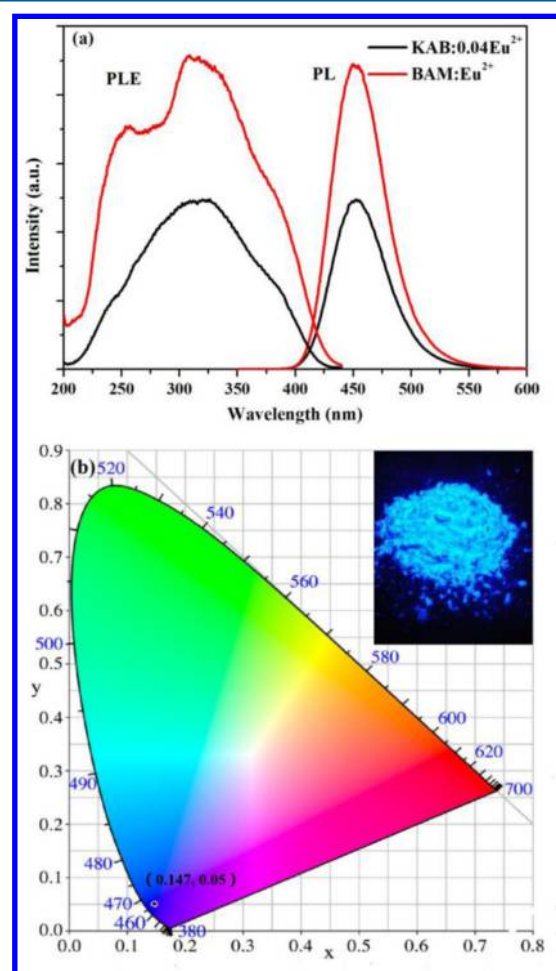 (a)
KAB:0.04Eu²⁺
PLE
PL
BAM:Eu²⁺
Intensity (a.u.)
200 250 300 350 400 450 500 550 600
Wavelength (nm)
0.9
(b)
520
0.8
540
0.7
560
0.6
500
0.5
580
y
0.4
600
620
0.3
490
700
0.2
480
(0.147, 0.05)
0.1
470
460
0.0
380
0.0 0.1 0.2 0.3 0.4 0.5 0.6 0.7 0.8
x